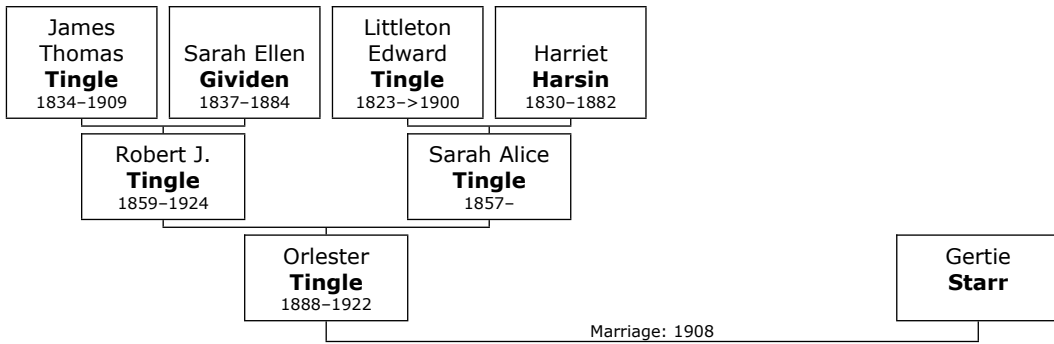 James
Thomas
Tingle
1834–1909
Sarah Ellen
Gividen
1837–1884
Littleton
Edward
Tingle
1823–>1900
Harriet
Harsin
1830–1882
Robert J.
Tingle
1859–1924
Sarah Alice
Tingle
1857–
Orlester
Tingle
1888–1922
Gertie
Starr
Marriage: 1908